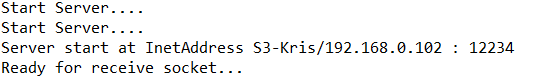 Start Server....
Start Server....
Server start at InetAddress S3-Kris/192.168.0.102 : 12234
Ready for receive socket...